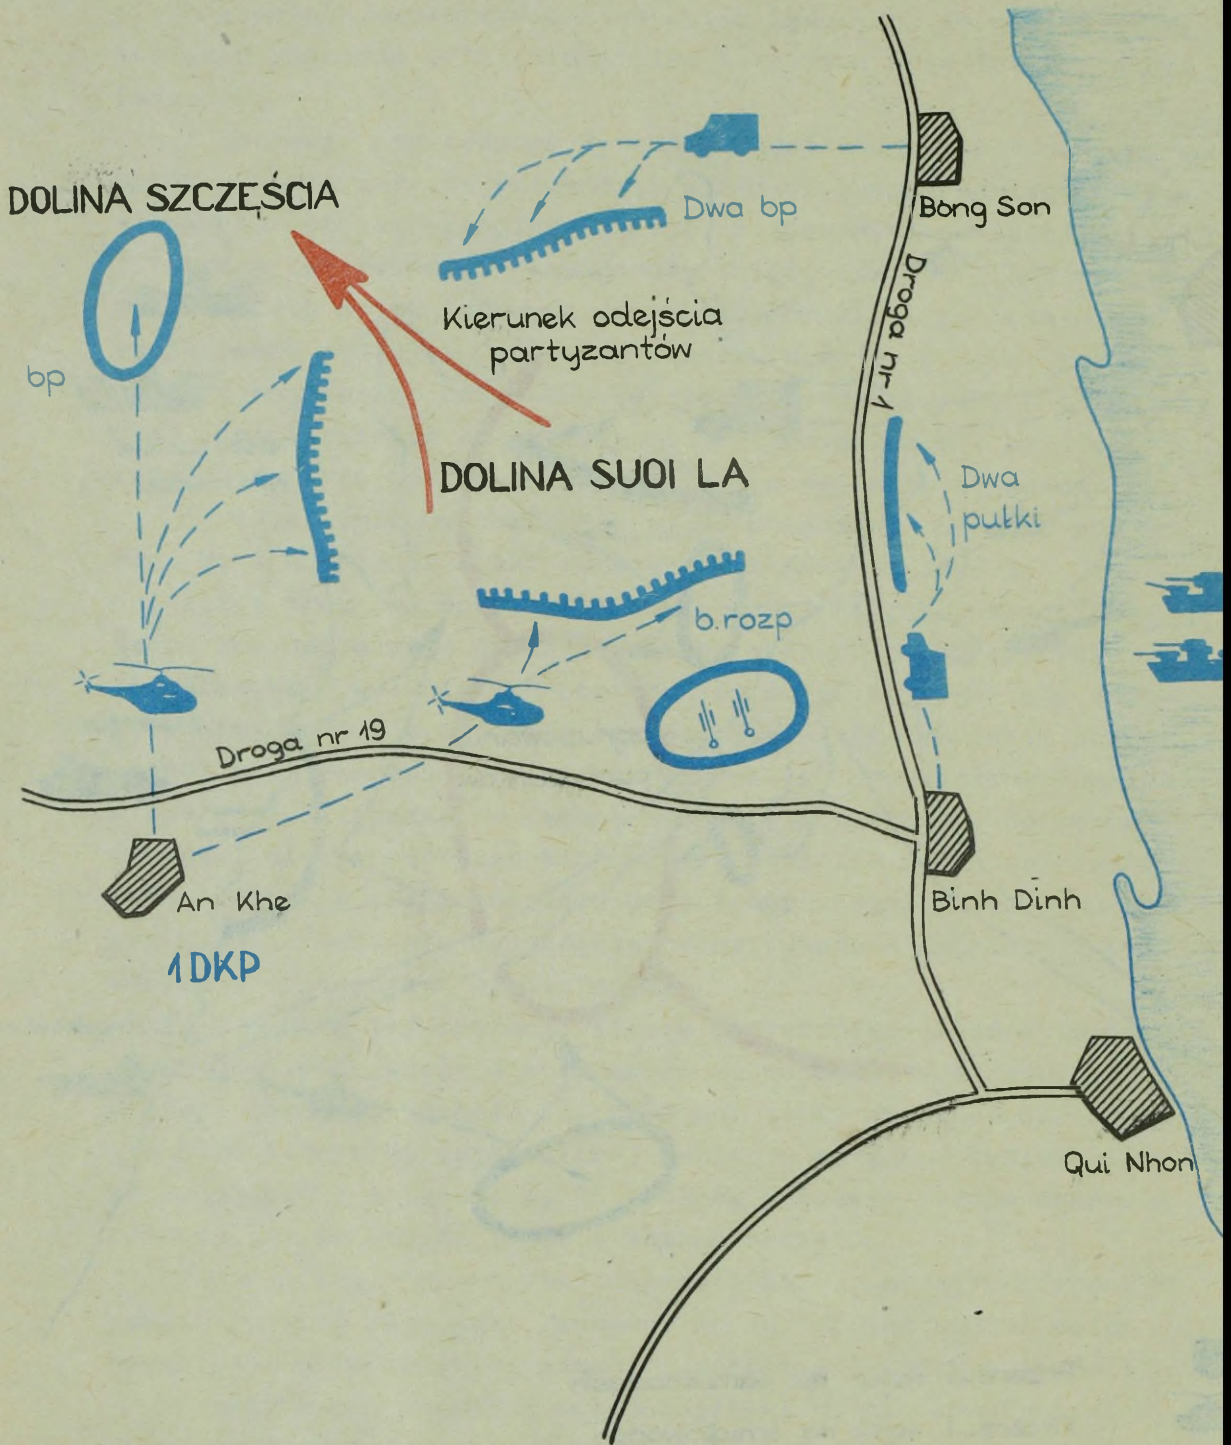 DOLINA SZCZĘŚCIA
Dwa bp
Bong Son
Droga nr 1
Kierunek odejścia
partyzantów
bp
DOLINA SUOI LA
Dwa
pułki
b.rozp
Droga nr 19
An Khe
Binh Dinh
1DKP
Qui Nhon